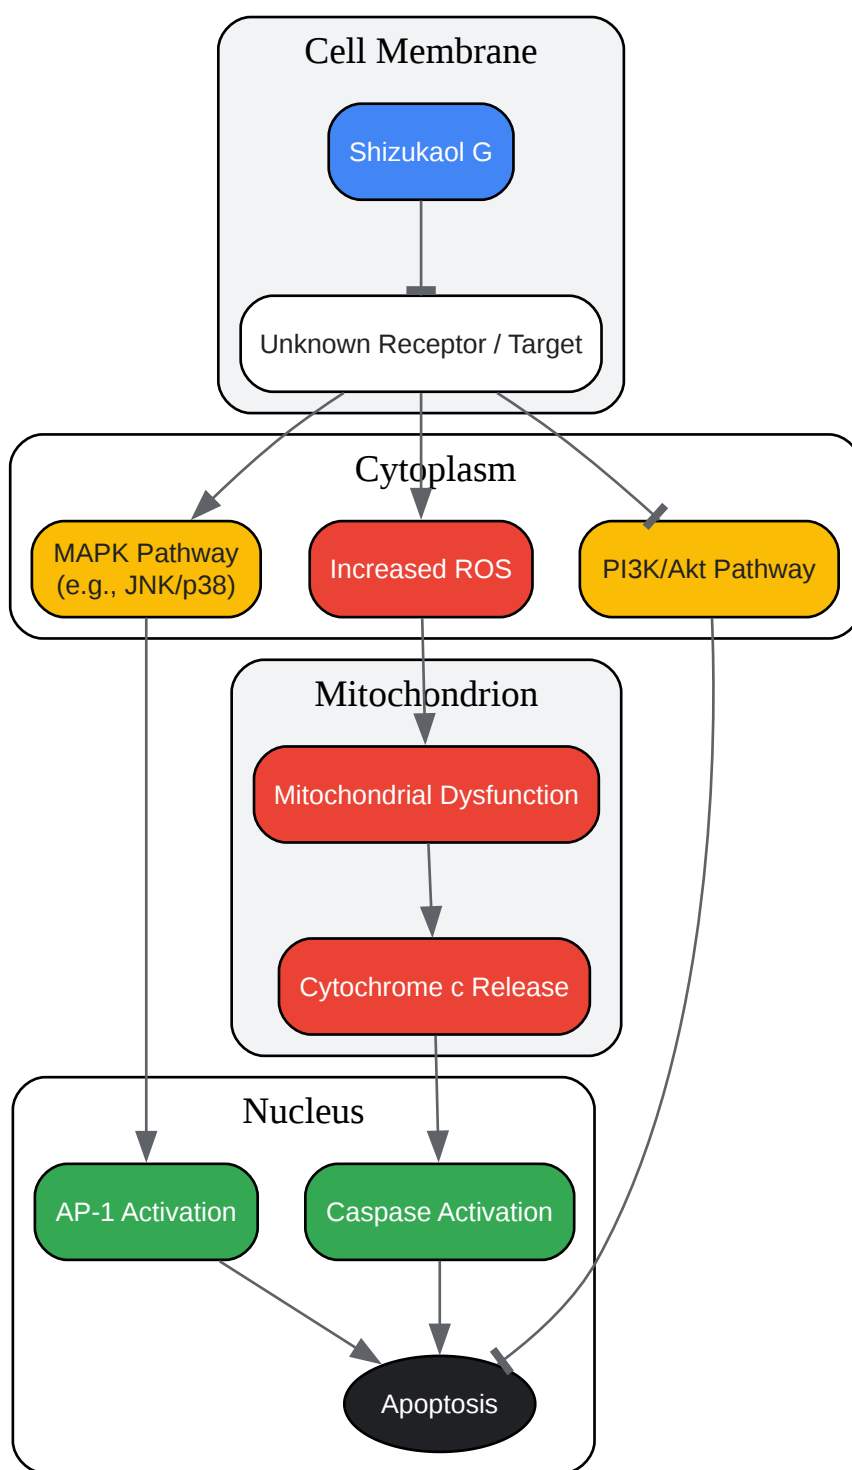 Cell Membrane
Shizukaol G
Unknown Receptor / Target
Cytoplasm
MAPK Pathway
(e.g., JNK/p38)
Increased ROS
PI3K/Akt Pathway
Mitochondrion
Mitochondrial Dysfunction
Cytochrome c Release
Nucleus
AP-1 Activation
Caspase Activation
Apoptosis